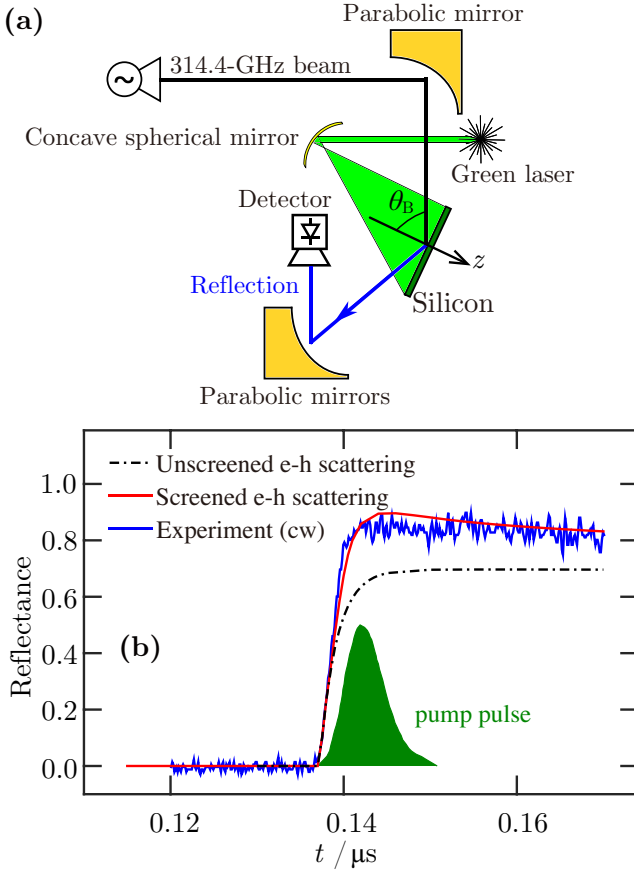 (a)
Parabolic mirror
314.4-GHz beam
Concave spherical mirror
Green laser
Detector
θ_B
z
Reflection
Silicon
Parabolic mirrors
1.0
0.8
0.6
0.4
0.2
0.0
Reflectance
Unscreened e-h scattering
Screened e-h scattering
Experiment (cw)
(b)
pump pulse
0.12
0.14
0.16
t / μs